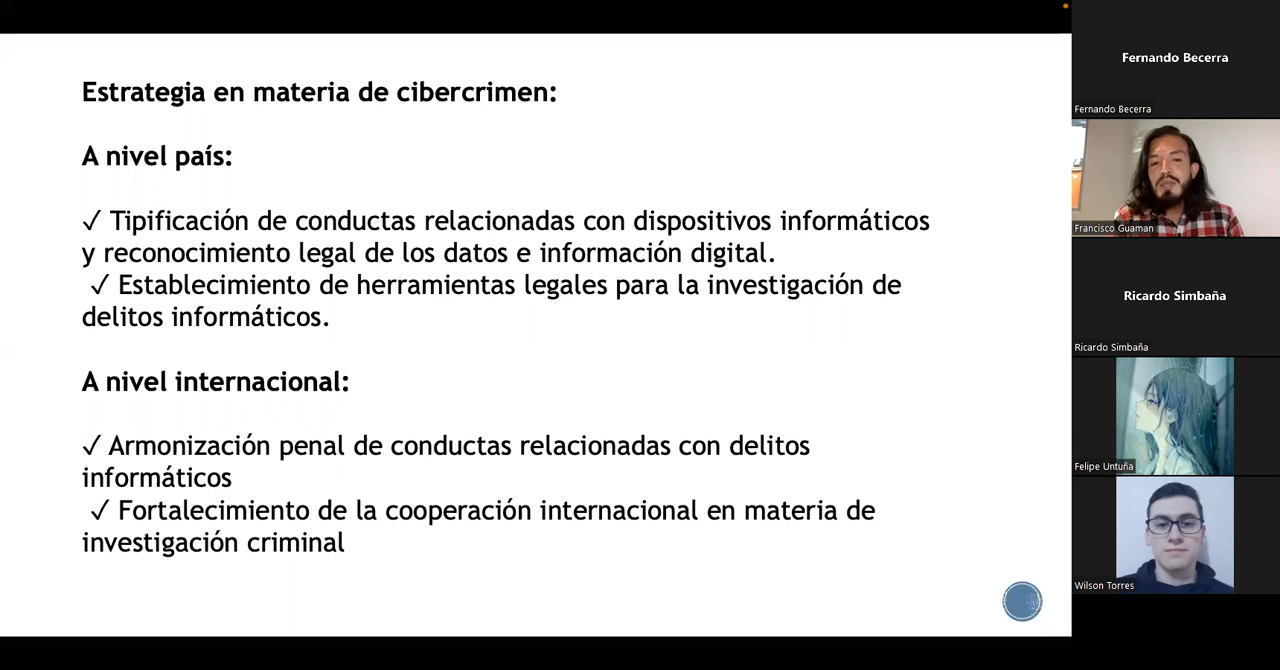 Estrategia en materia de cibercrimen:
A nivel país:
✓ Tipificación de conductas relacionadas con dispositivos informáticos
y reconocimiento legal de los datos e información digital.
✓ Establecimiento de herramientas legales para la investigación de
delitos informáticos.
A nivel internacional:
✓ Armonización penal de conductas relacionadas con delitos
informáticos
✓ Fortalecimiento de la cooperación internacional en materia de
investigación criminal
Fernando Becerra
Fernando Becerra
Francisco Guaman
Ricardo Simbaña
Ricardo Simbaña
Felipe Untuña
Wilson Torres